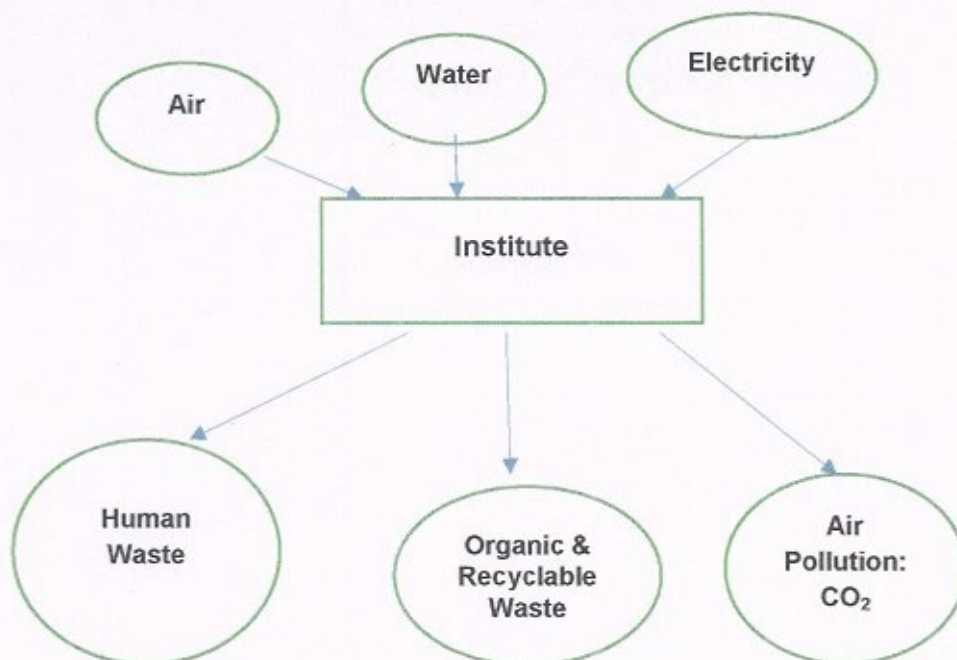 Air
Water
Electricity
Institute
Human
Waste
Organic &
Recyclable
Waste
Air
Pollution:
CO₂